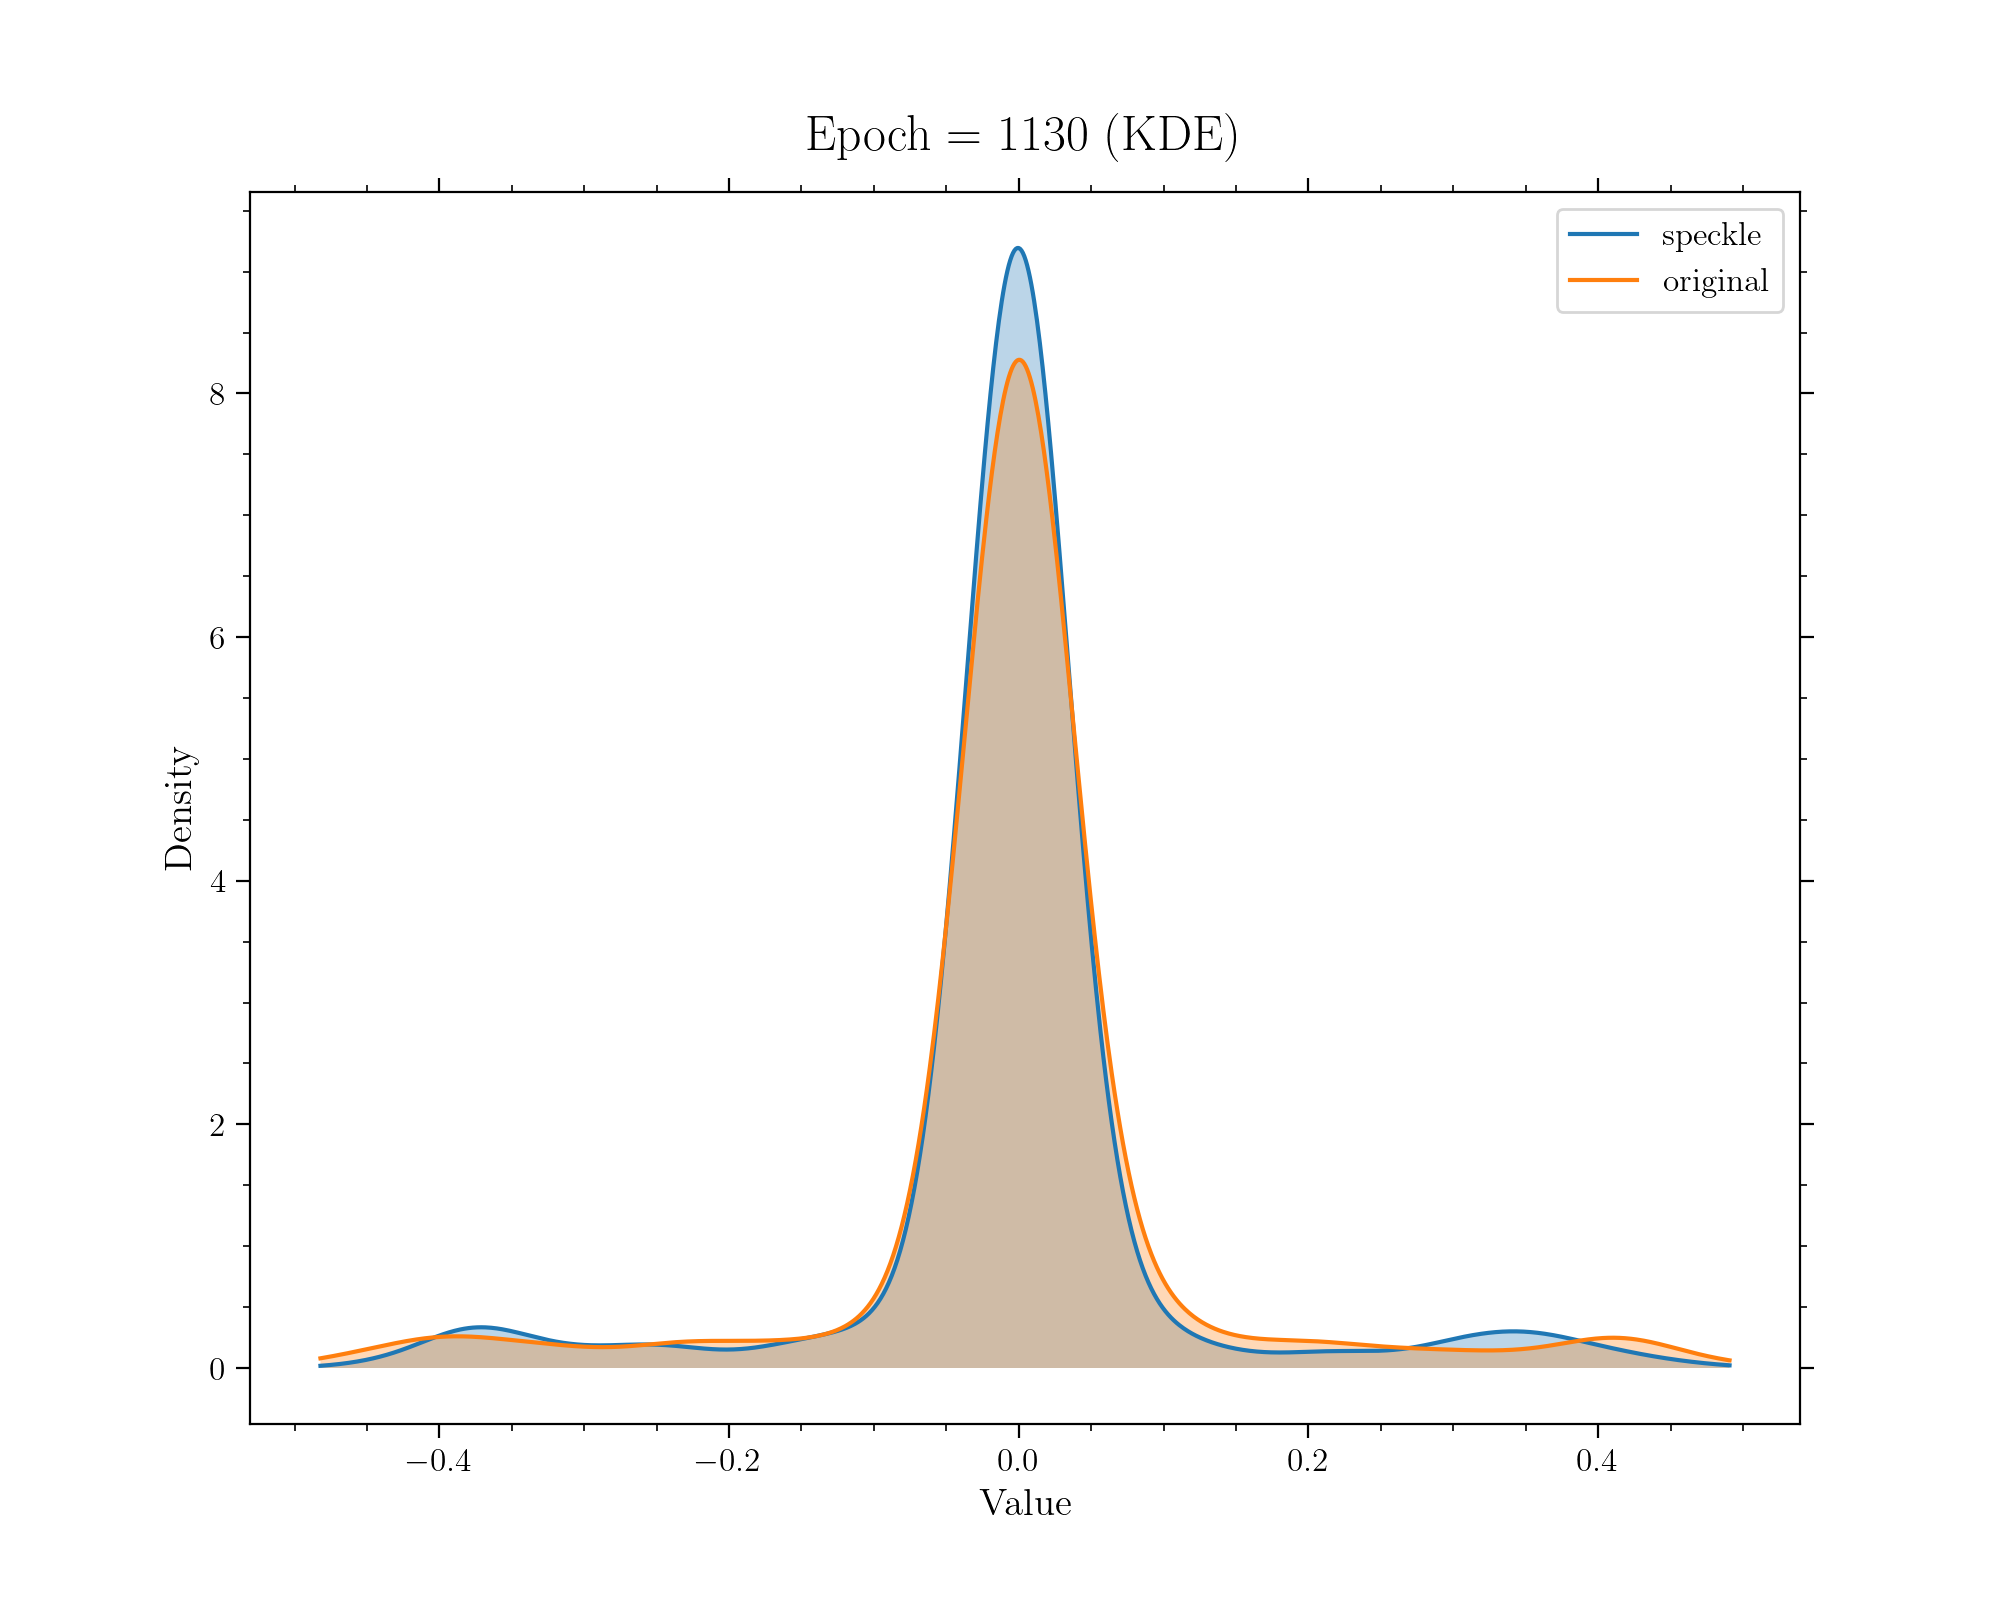 Epoch = 1130 (KDE)
speckle
original
8
6
4
2
0
Density
−0.4 −0.2 0.0 0.2 0.4
Value